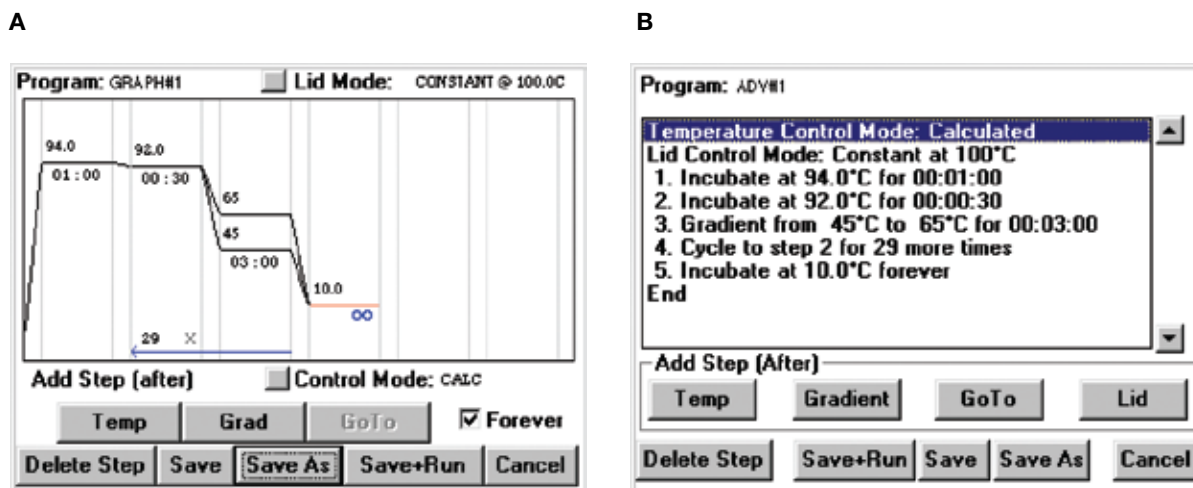 A
Program: GRAPH#1 Lid Mode: CONSTANT @ 100.0C
94.0
01:00
92.0
00:30
65
45
03:00
10.0
∞
29 X
Add Step (after) Control Mode: CALC
Temp Grad GoTo Forever
Delete Step Save Save As Save+Run Cancel
B
Program: ADV#1
Temperature Control Mode: Calculated
Lid Control Mode: Constant at 100°C
1. Incubate at 94.0°C for 00:01:00
2. Incubate at 92.0°C for 00:00:30
3. Gradient from 45°C to 65°C for 00:03:00
4. Cycle to step 2 for 29 more times
5. Incubate at 10.0°C forever
End
Add Step (After)
Temp Gradient GoTo Lid
Delete Step Save+Run Save Save As Cancel